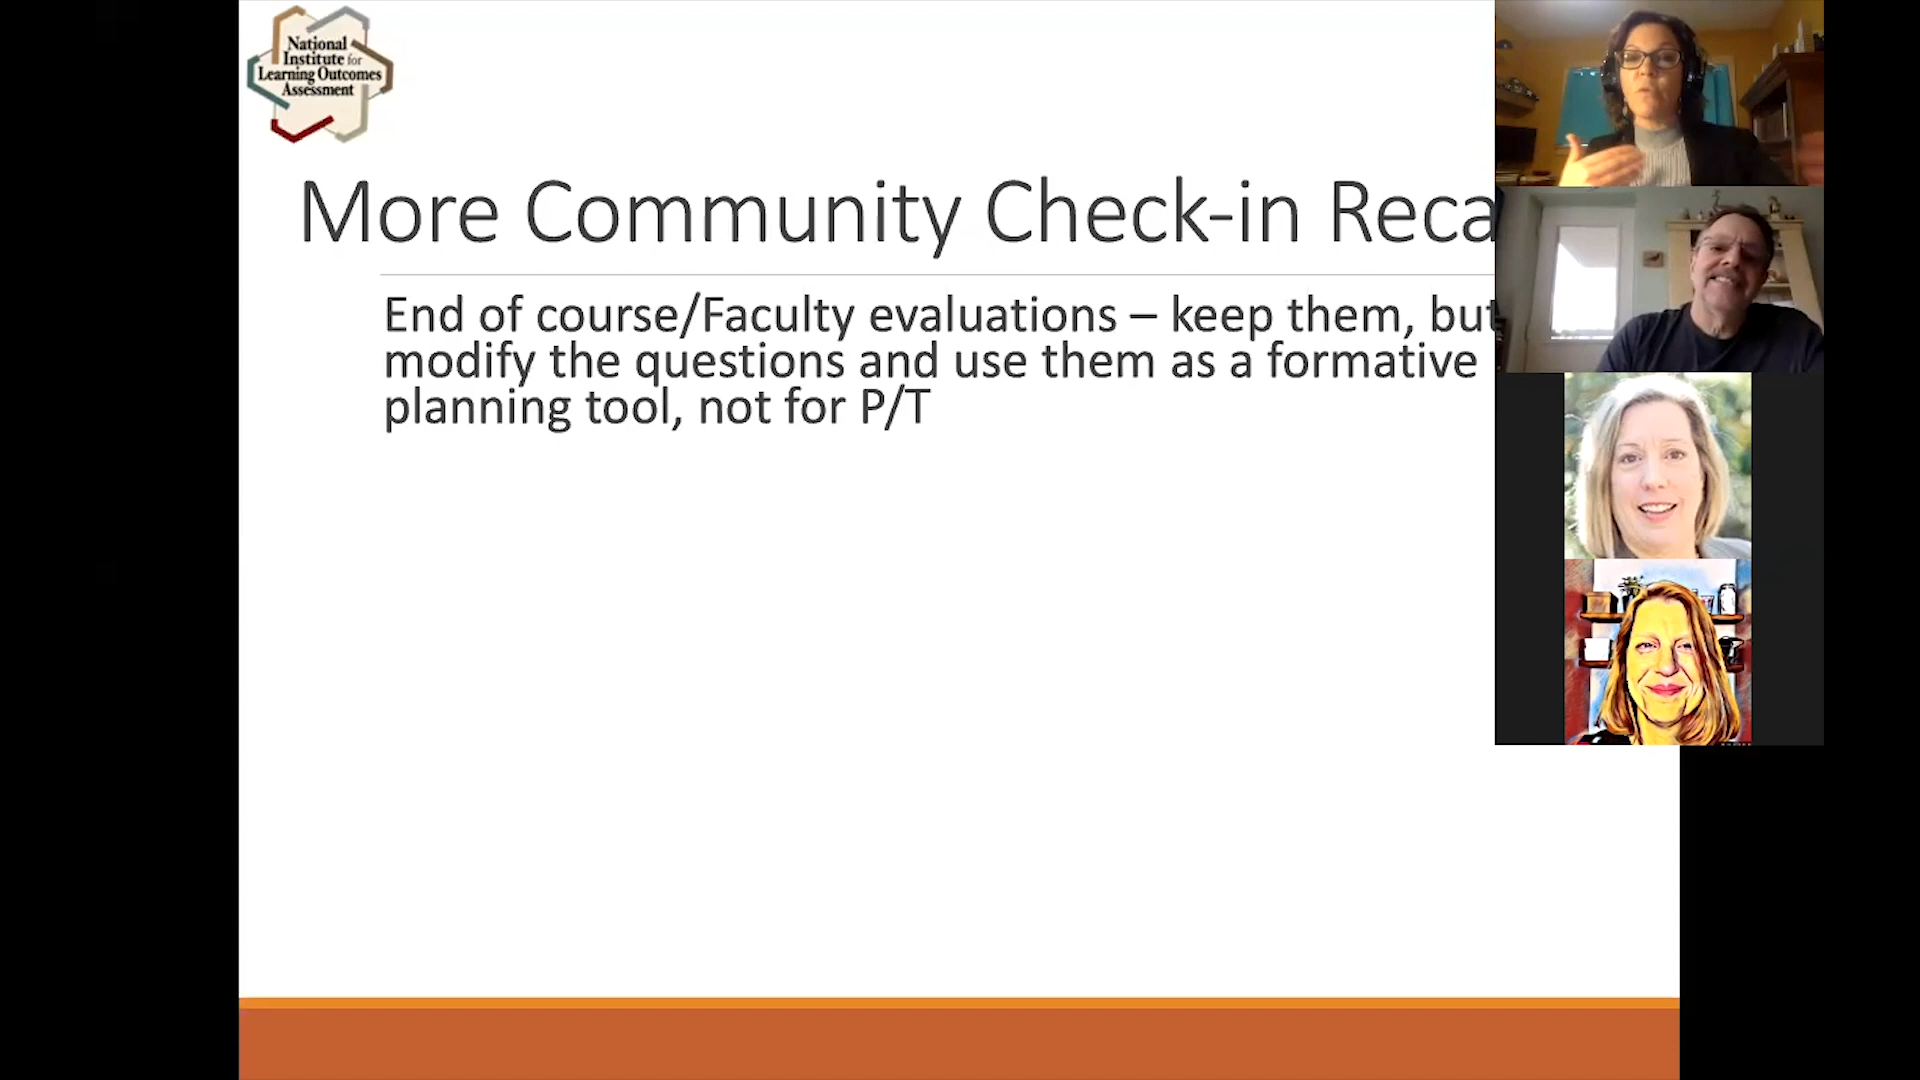 National
Institute for
Learning Outcomes
Assessment
More Community Check-in Reca
End of course/Faculty evaluations – keep them, but
modify the questions and use them as a formative
planning tool, not for P/T